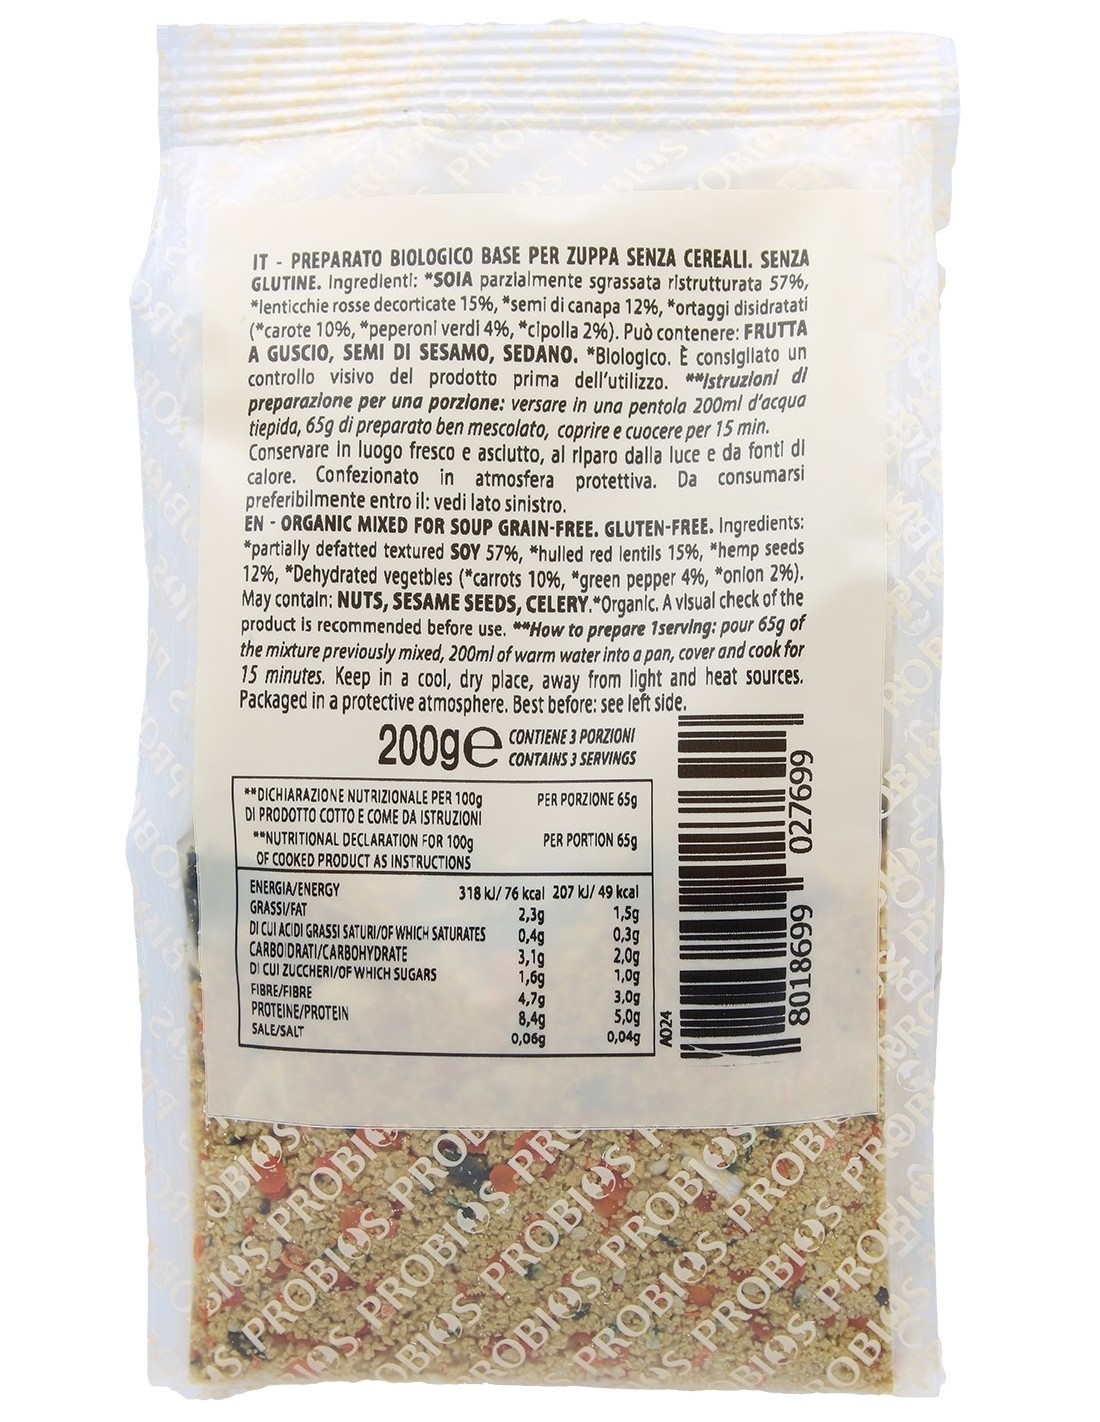 IT - PREPARATO BIOLOGICO BASE PER ZUPPA SENZA CEREALI. SENZA
GLUTINE. Ingredienti: *SOIA parzialmente sgrassata ristrutturata 57%,
*lenticchie rosse decorticate 15%, *semi di canapa 12%, *ortaggi disidratati
(*carote 10%, *peperoni verdi 4%, *cipolla 2%). Può contenere: FRUTTA
A GUSCIO, SEMI DI SESAMO, SEDANO. *Biologico. È consigliato un
controllo visivo del prodotto prima dell'utilizzo. **Istruzioni di
preparazione per una porzione: versare in una pentola 200ml d'acqua
tiepida, 65g di preparato ben mescolato, coprire e cuocere per 15 min.
Conservare in luogo fresco e asciutto, al riparo dalla luce e da fonti di
calore. Confezionato in atmosfera protettiva. Da consumarsi
preferibilmente entro il: vedi lato sinistro.
EN - ORGANIC MIXED FOR SOUP GRAIN-FREE. GLUTEN-FREE. Ingredients:
*partially defatted textured SOY 57%, *hulled red lentils 15%, *hemp seeds
12%, *Dehydrated vegetbles (*carrots 10%, *green pepper 4%, *onion 2%).
May contain: NUTS, SESAME SEEDS, CELERY.*Organic. A visual check of the
product is recommended before use. **How to prepare 1serving: pour 65g of
the mixture previously mixed, 200ml of warm water into a pan, cover and cook for
15 minutes. Keep in a cool, dry place, away from light and heat sources.
Packaged in a protective atmosphere. Best before: see left side.
200g℮ CONTIENE 3 PORZIONI
CONTAINS 3 SERVINGS
**DICHIARAZIONE NUTRIZIONALE PER 100g PER PORZIONE 65g
DI PRODOTTO COTTO E COME DA ISTRUZIONI
**NUTRITIONAL DECLARATION FOR 100g PER PORTION 65g
OF COOKED PRODUCT AS INSTRUCTIONS
ENERGIA/ENERGY 318 kJ/ 76 kcal 207 kJ/ 49 kcal
GRASSI/FAT 2,3g 1,5g
DI CUI ACIDI GRASSI SATURI/OF WHICH SATURATES 0,4g 0,3g
CARBOIDRATI/CARBOHYDRATE 3,1g 2,0g
DI CUI ZUCCHERI/OF WHICH SUGARS 1,6g 1,0g
FIBRE/FIBRE 4,7g 3,0g
PROTEINE/PROTEIN 8,4g 5,0g
SALE/SALT 0,06g 0,04g
A024
8018699 027699
PROBIOS PROBIOS PROBIOS PROBIOS